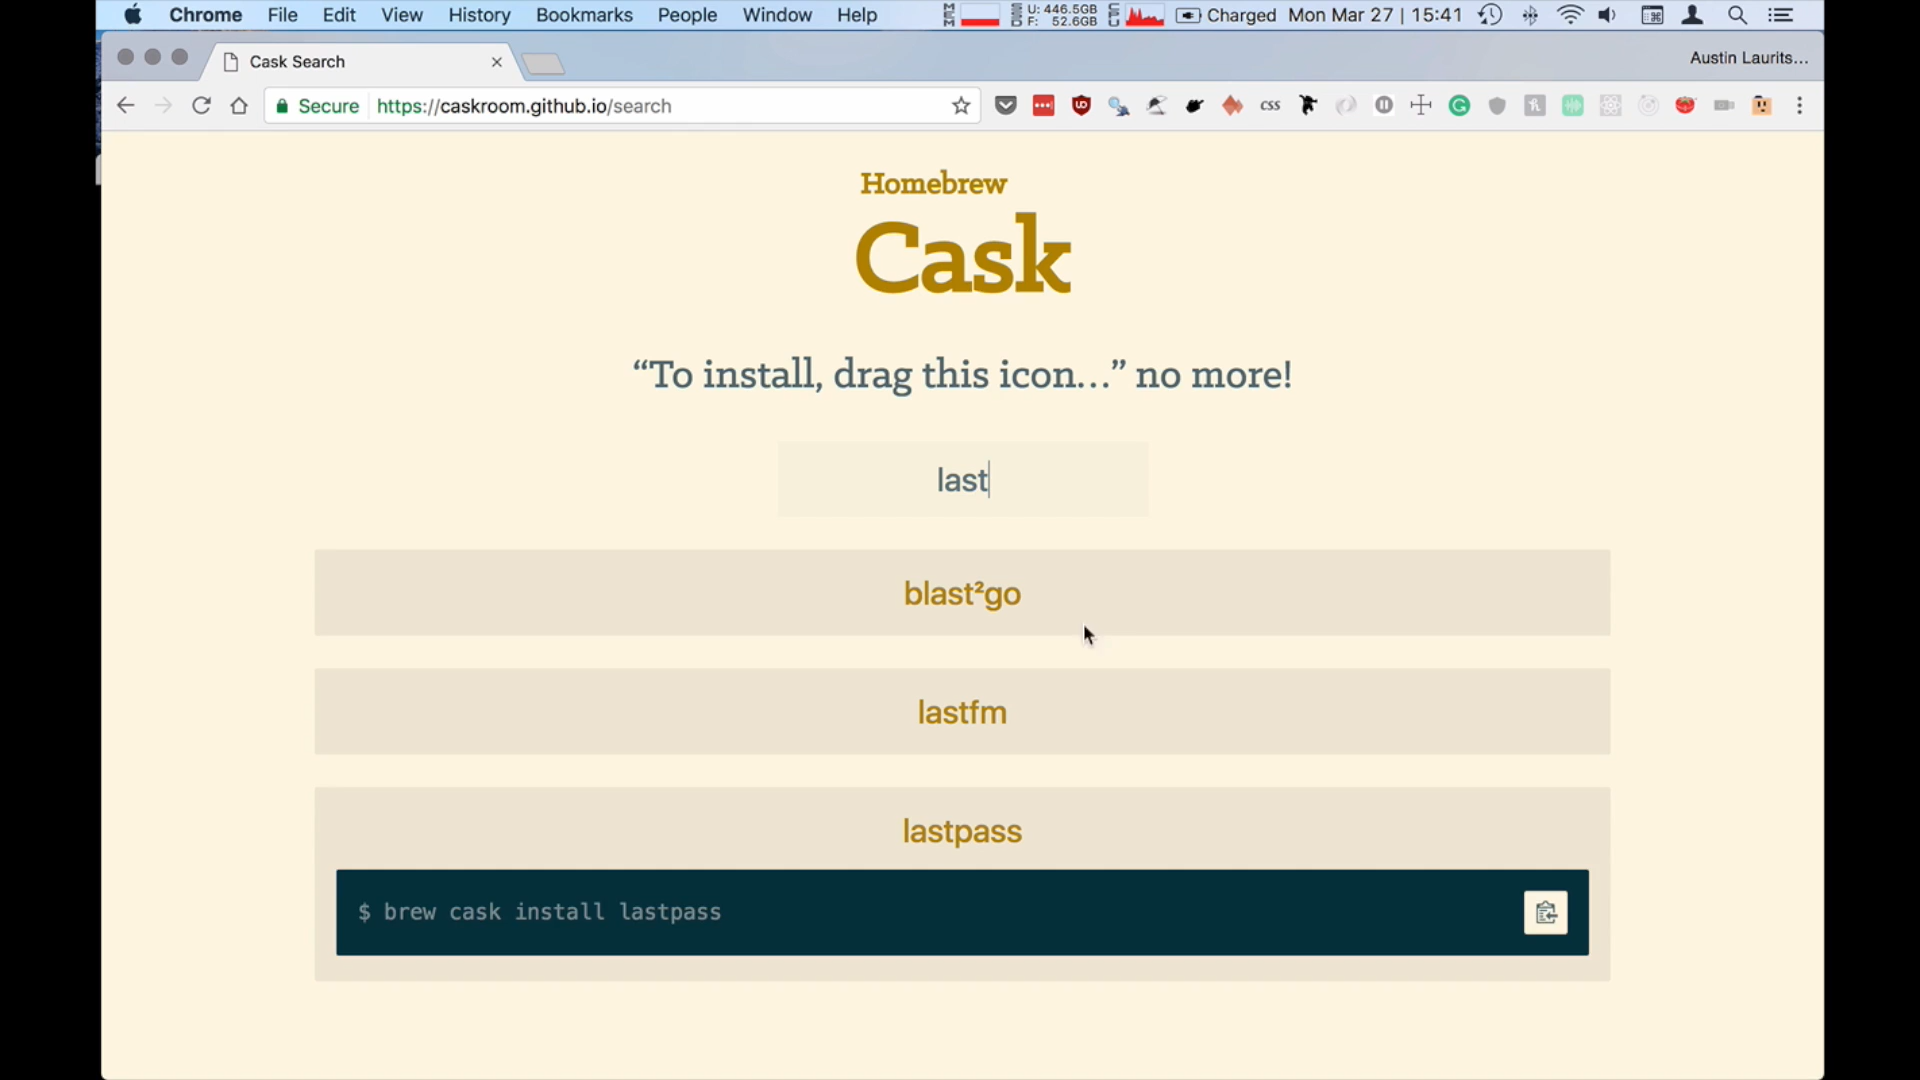 Chrome File Edit View History Bookmarks People Window Help U: 446.5GB F: 52.6GB Charged Mon Mar 27 | 15:41
Cask Search
Austin Laurits...
Secure https://caskroom.github.io/search
css
Homebrew
Cask
“To install, drag this icon…” no more!
last
blast²go
lastfm
lastpass
$ brew cask install lastpass